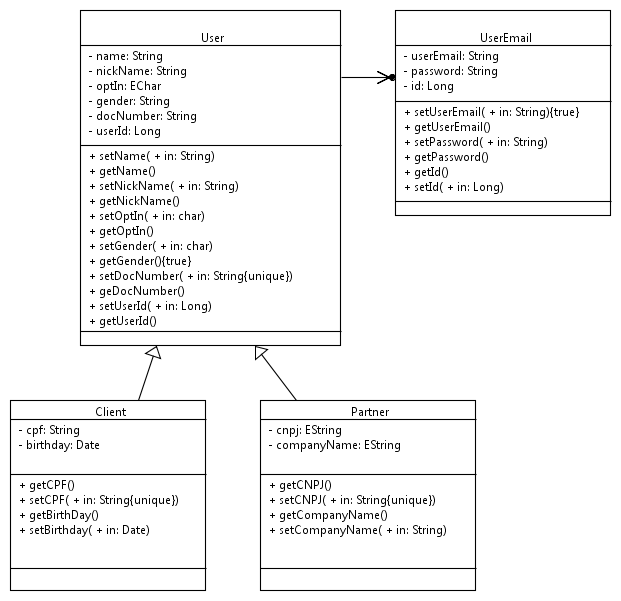 User
- name: String
- nickName: String
- optIn: EChar
- gender: String
- docNumber: String
- userId: Long
+ setName( + in: String)
+ getName()
+ setNickName( + in: String)
+ getNickName()
+ setOptIn( + in: char)
+ getOptIn()
+ setGender( + in: char)
+ getGender(){true}
+ setDocNumber( + in: String{unique})
+ geDocNumber()
+ setUserId( + in: Long)
+ getUserId()
UserEmail
- userEmail: String
- password: String
- id: Long
+ setUserEmail( + in: String){true}
+ getUserEmail()
+ setPassword( + in: String)
+ getPassword()
+ getId()
+ setId( + in: Long)
Client
- cpf: String
- birthday: Date
+ getCPF()
+ setCPF( + in: String{unique})
+ getBirthDay()
+ setBirthday( + in: Date)
Partner
- cnpj: EString
- companyName: EString
+ getCNPJ()
+ setCNPJ( + in: String{unique})
+ getCompanyName()
+ setCompanyName( + in: String)